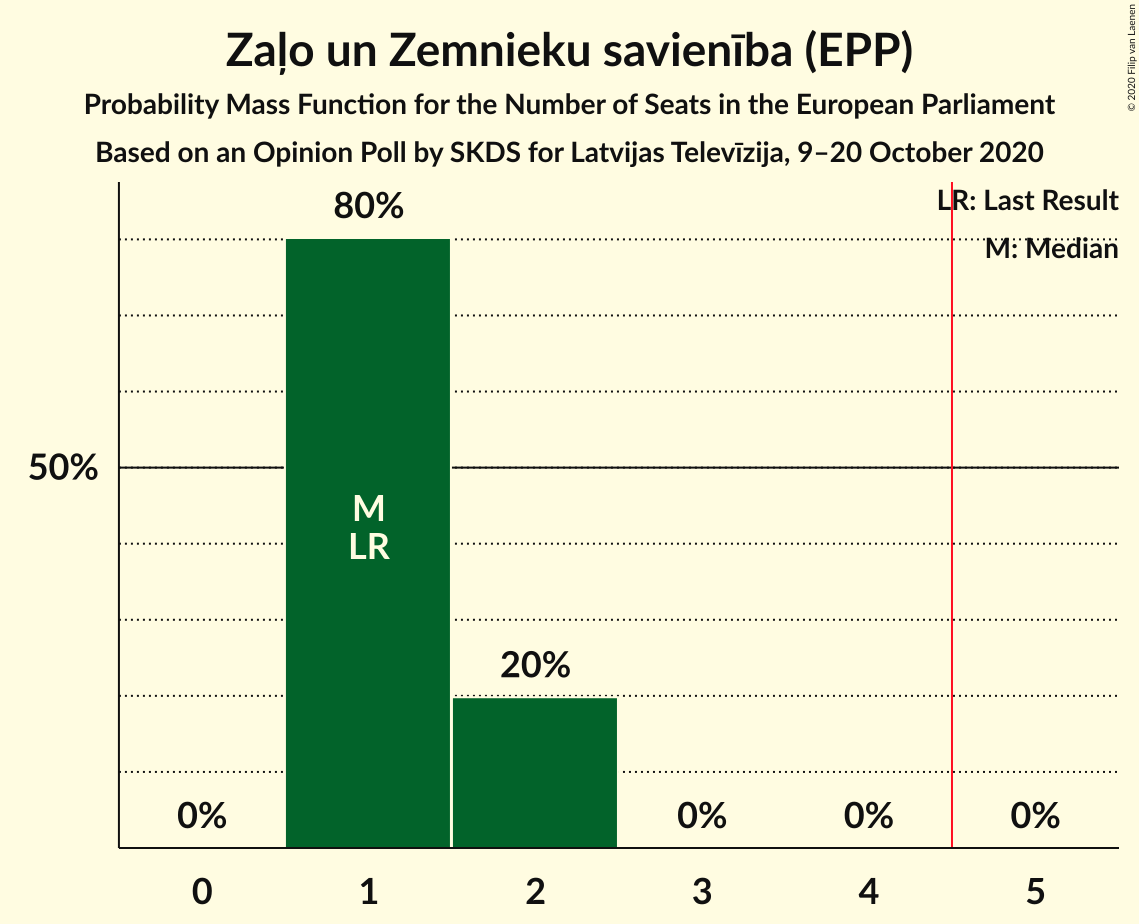 Zaļo un Zemnieku savienība (EPP)
Probability Mass Function for the Number of Seats in the European Parliament
Based on an Opinion Poll by SKDS for Latvijas Televīzija, 9–20 October 2020
© 2020 Filip van Laenen
LR: Last Result
M: Median
80%
50%
M
LR
20%
0%
0%
0%
0%
0
1
2
3
4
5